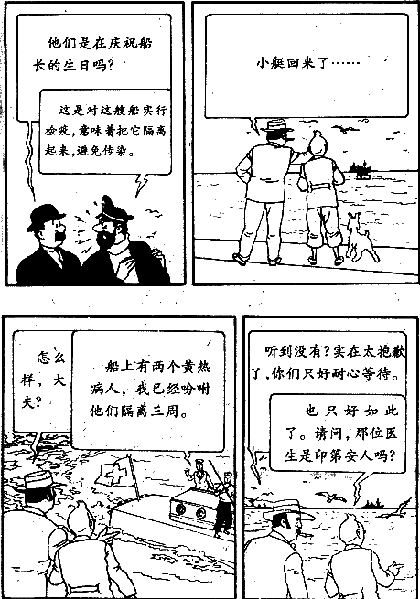 他们是在庆祝船
长的生日吗?
这是对这艘船实行
检疫,意味着把它隔离
起来,避免传染。
小艇回来了……
怎么
样,大
夫?
船上有两个黄热
病人,我已经吩咐
他们隔离三周。
听到没有?实在太抱歉
了,你们只好耐心等待。
也只好如此
了。请问,那位医
生是印第安人吗?